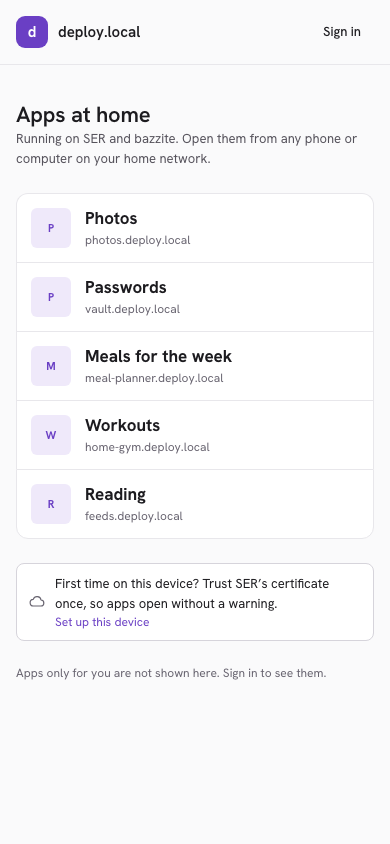 d deploy.local Sign in
Apps at home
Running on SER and bazzite. Open them from any phone or
computer on your home network.
P
Photos
photos.deploy.local
P
Passwords
vault.deploy.local
M
Meals for the week
meal-planner.deploy.local
W
Workouts
home-gym.deploy.local
R
Reading
feeds.deploy.local
First time on this device? Trust SER’s certificate
once, so apps open without a warning.
Set up this device
Apps only for you are not shown here. Sign in to see them.